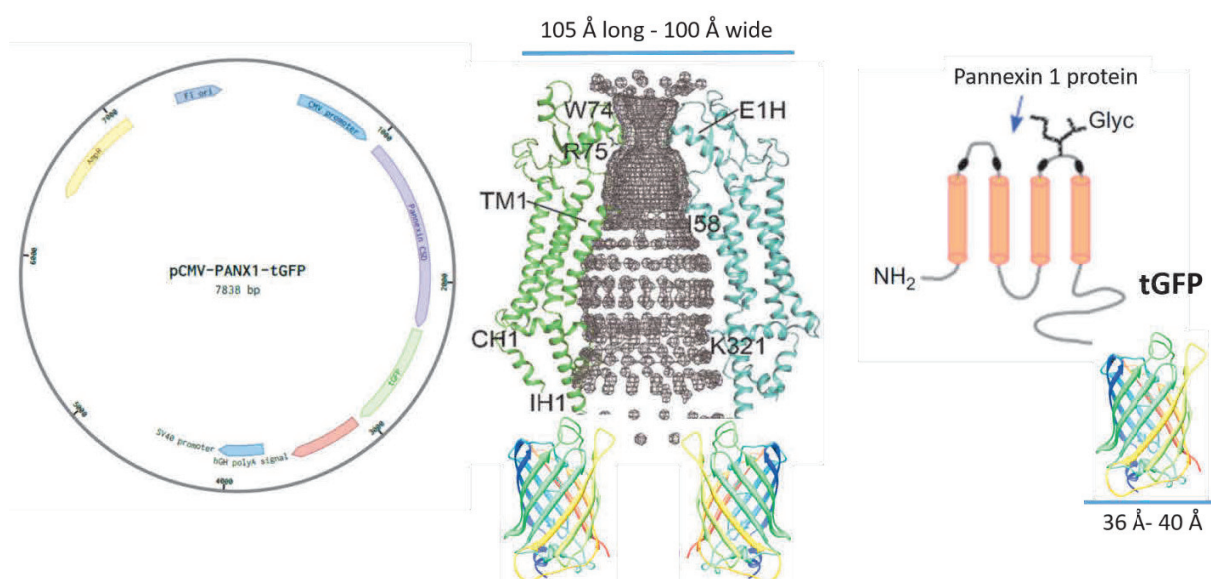 105 Å long - 100 Å wide
Fl ori
CMV promoter
7000
1000
AmpR
Pannexin CSD
6000
pCMV-PANX1-tGFP
7838 bp
2000
tGFP
5000
3000
SV40 promoter
hGH polyA signal
4000
W74
E1H
R75
TM1
I58
CH1
K321
IH1
Pannexin 1 protein
Glyc
NH2
tGFP
36 Å- 40 Å